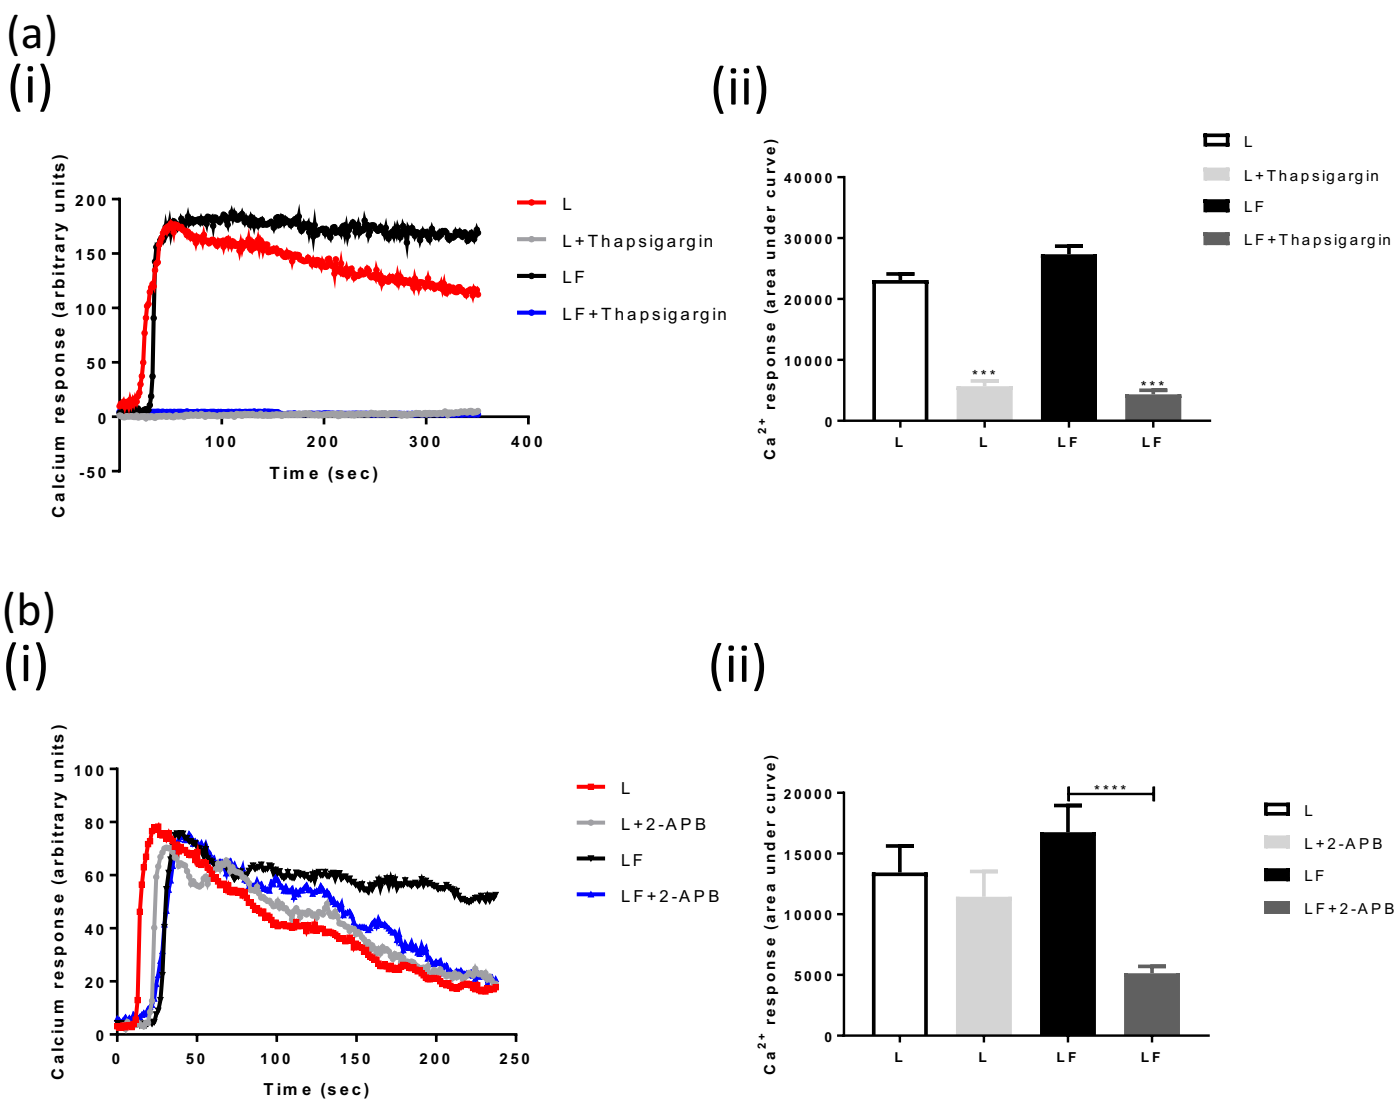 (a)
(i)
Calcium response (arbitrary units)
200
150
100
50
0
-50
100
200
300
400
Time (sec)
L
L+Thapsigargin
LF
LF+Thapsigargin
(ii)
Ca2+ response (area under curve)
40000
30000
20000
10000
0
***
***
L
L
LF
LF
L
L+Thapsigargin
LF
LF+Thapsigargin
(b)
(i)
Calcium response (arbitrary units)
100
80
60
40
20
0
0
50
100
150
200
250
Time (sec)
L
L+2-APB
LF
LF+2-APB
(ii)
Ca2+ response (area under curve)
20000
15000
10000
5000
0
****
L
L
LF
LF
L
L+2-APB
LF
LF+2-APB